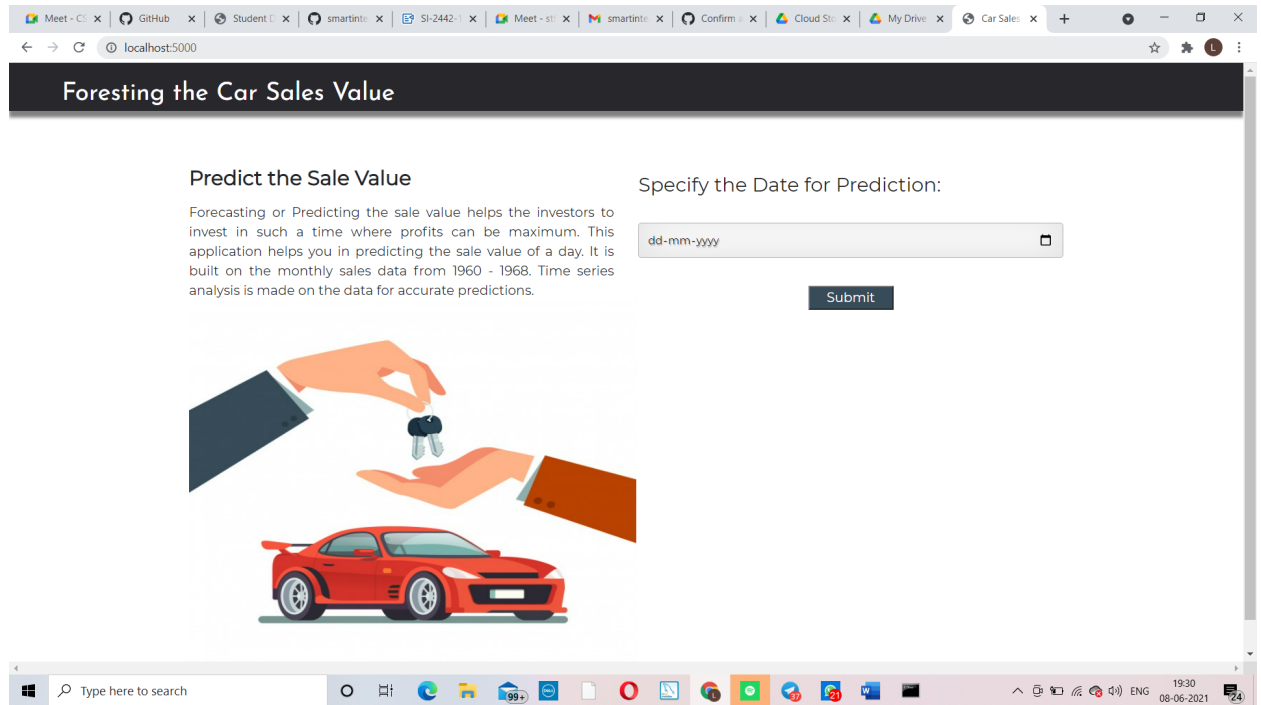 Meet - CS
GitHub
Student D
smartinte
SI-2442-
Meet - st
smartinte
Confirm
Cloud Sto
My Drive
Car Sales
localhost:5000
L
Foresting the Car Sales Value
Predict the Sale Value
Forecasting or Predicting the sale value helps the investors to
invest in such a time where profits can be maximum. This
application helps you in predicting the sale value of a day. It is
built on the monthly sales data from 1960 - 1968. Time series
analysis is made on the data for accurate predictions.
Specify the Date for Prediction:
dd-mm-yyyy
Submit
Type here to search
99+
DELL
37
21
ENG
19:30
08-06-2021
24